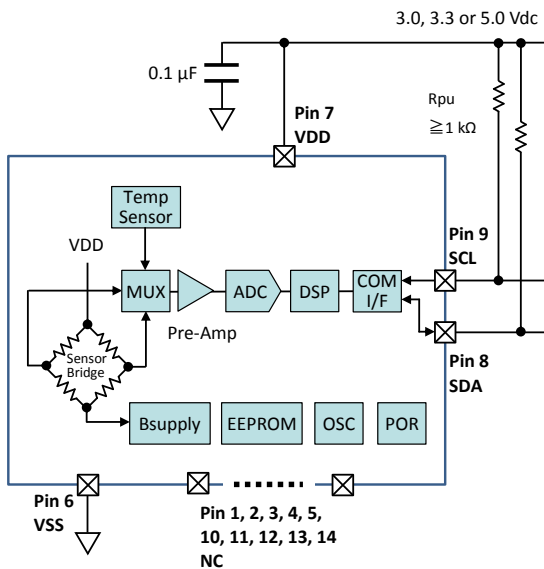 3.0, 3.3 or 5.0 Vdc
0.1 µF
Rpu
≧1 kΩ
Pin 7
VDD
Temp
Sensor
VDD
Pin 9
SCL
MUX
ADC
DSP
COM
I/F
Pre-Amp
Sensor
Bridge
Pin 8
SDA
Bsupply
EEPROM
OSC
POR
Pin 6
VSS
Pin 1, 2, 3, 4, 5,
10, 11, 12, 13, 14
NC